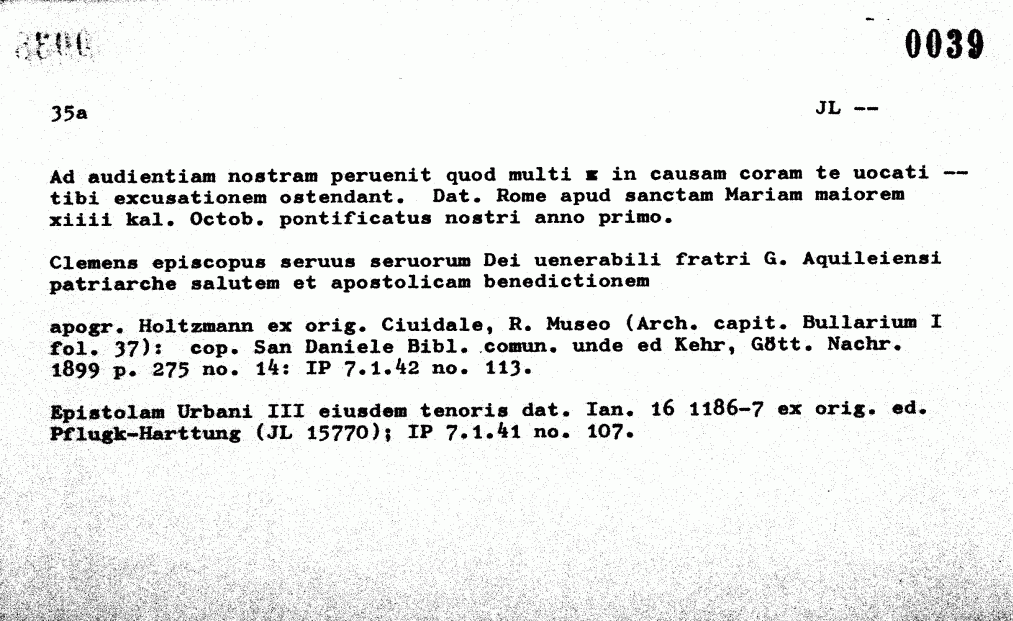 0039
35a JL --
Ad audientiam nostram peruenit quod multi x in causam coram te uocati --
tibi excusationem ostendant. Dat. Rome apud sanctam Mariam maiorem
xiiii kal. Octob. pontificatus nostri anno primo.
Clemens episcopus seruus seruorum Dei uenerabili fratri G. Aquileiensi
patriarche salutem et apostolicam benedictionem
apogr. Holtzmann ex orig. Ciuidale, R. Museo (Arch. capit. Bullarium I
fol. 37): cop. San Daniele Bibl. comun. unde ed Kehr, Gött. Nachr.
1899 p. 275 no. 14: IP 7.1.42 no. 113.
Epistolam Urbani III eiusdem tenoris dat. Ian. 16 1186-7 ex orig. ed.
Pflugk-Harttung (JL 15770); IP 7.1.41 no. 107.